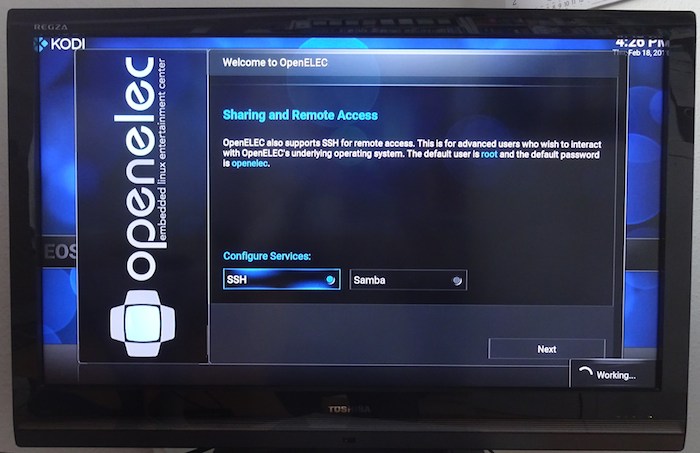 REGZA
KODI
4:26 PM
Thu Feb 18, 201
Welcome to OpenELEC
openelec
embedded linux entertainment center
Sharing and Remote Access
OpenELEC also supports SSH for remote access. This is for advanced users who wish to interact
with OpenELEC's underlying operating system. The default user is root and the default password
is openelec.
EOS
Configure Services:
SSH
Samba
Next
Working...
TOSHIBA